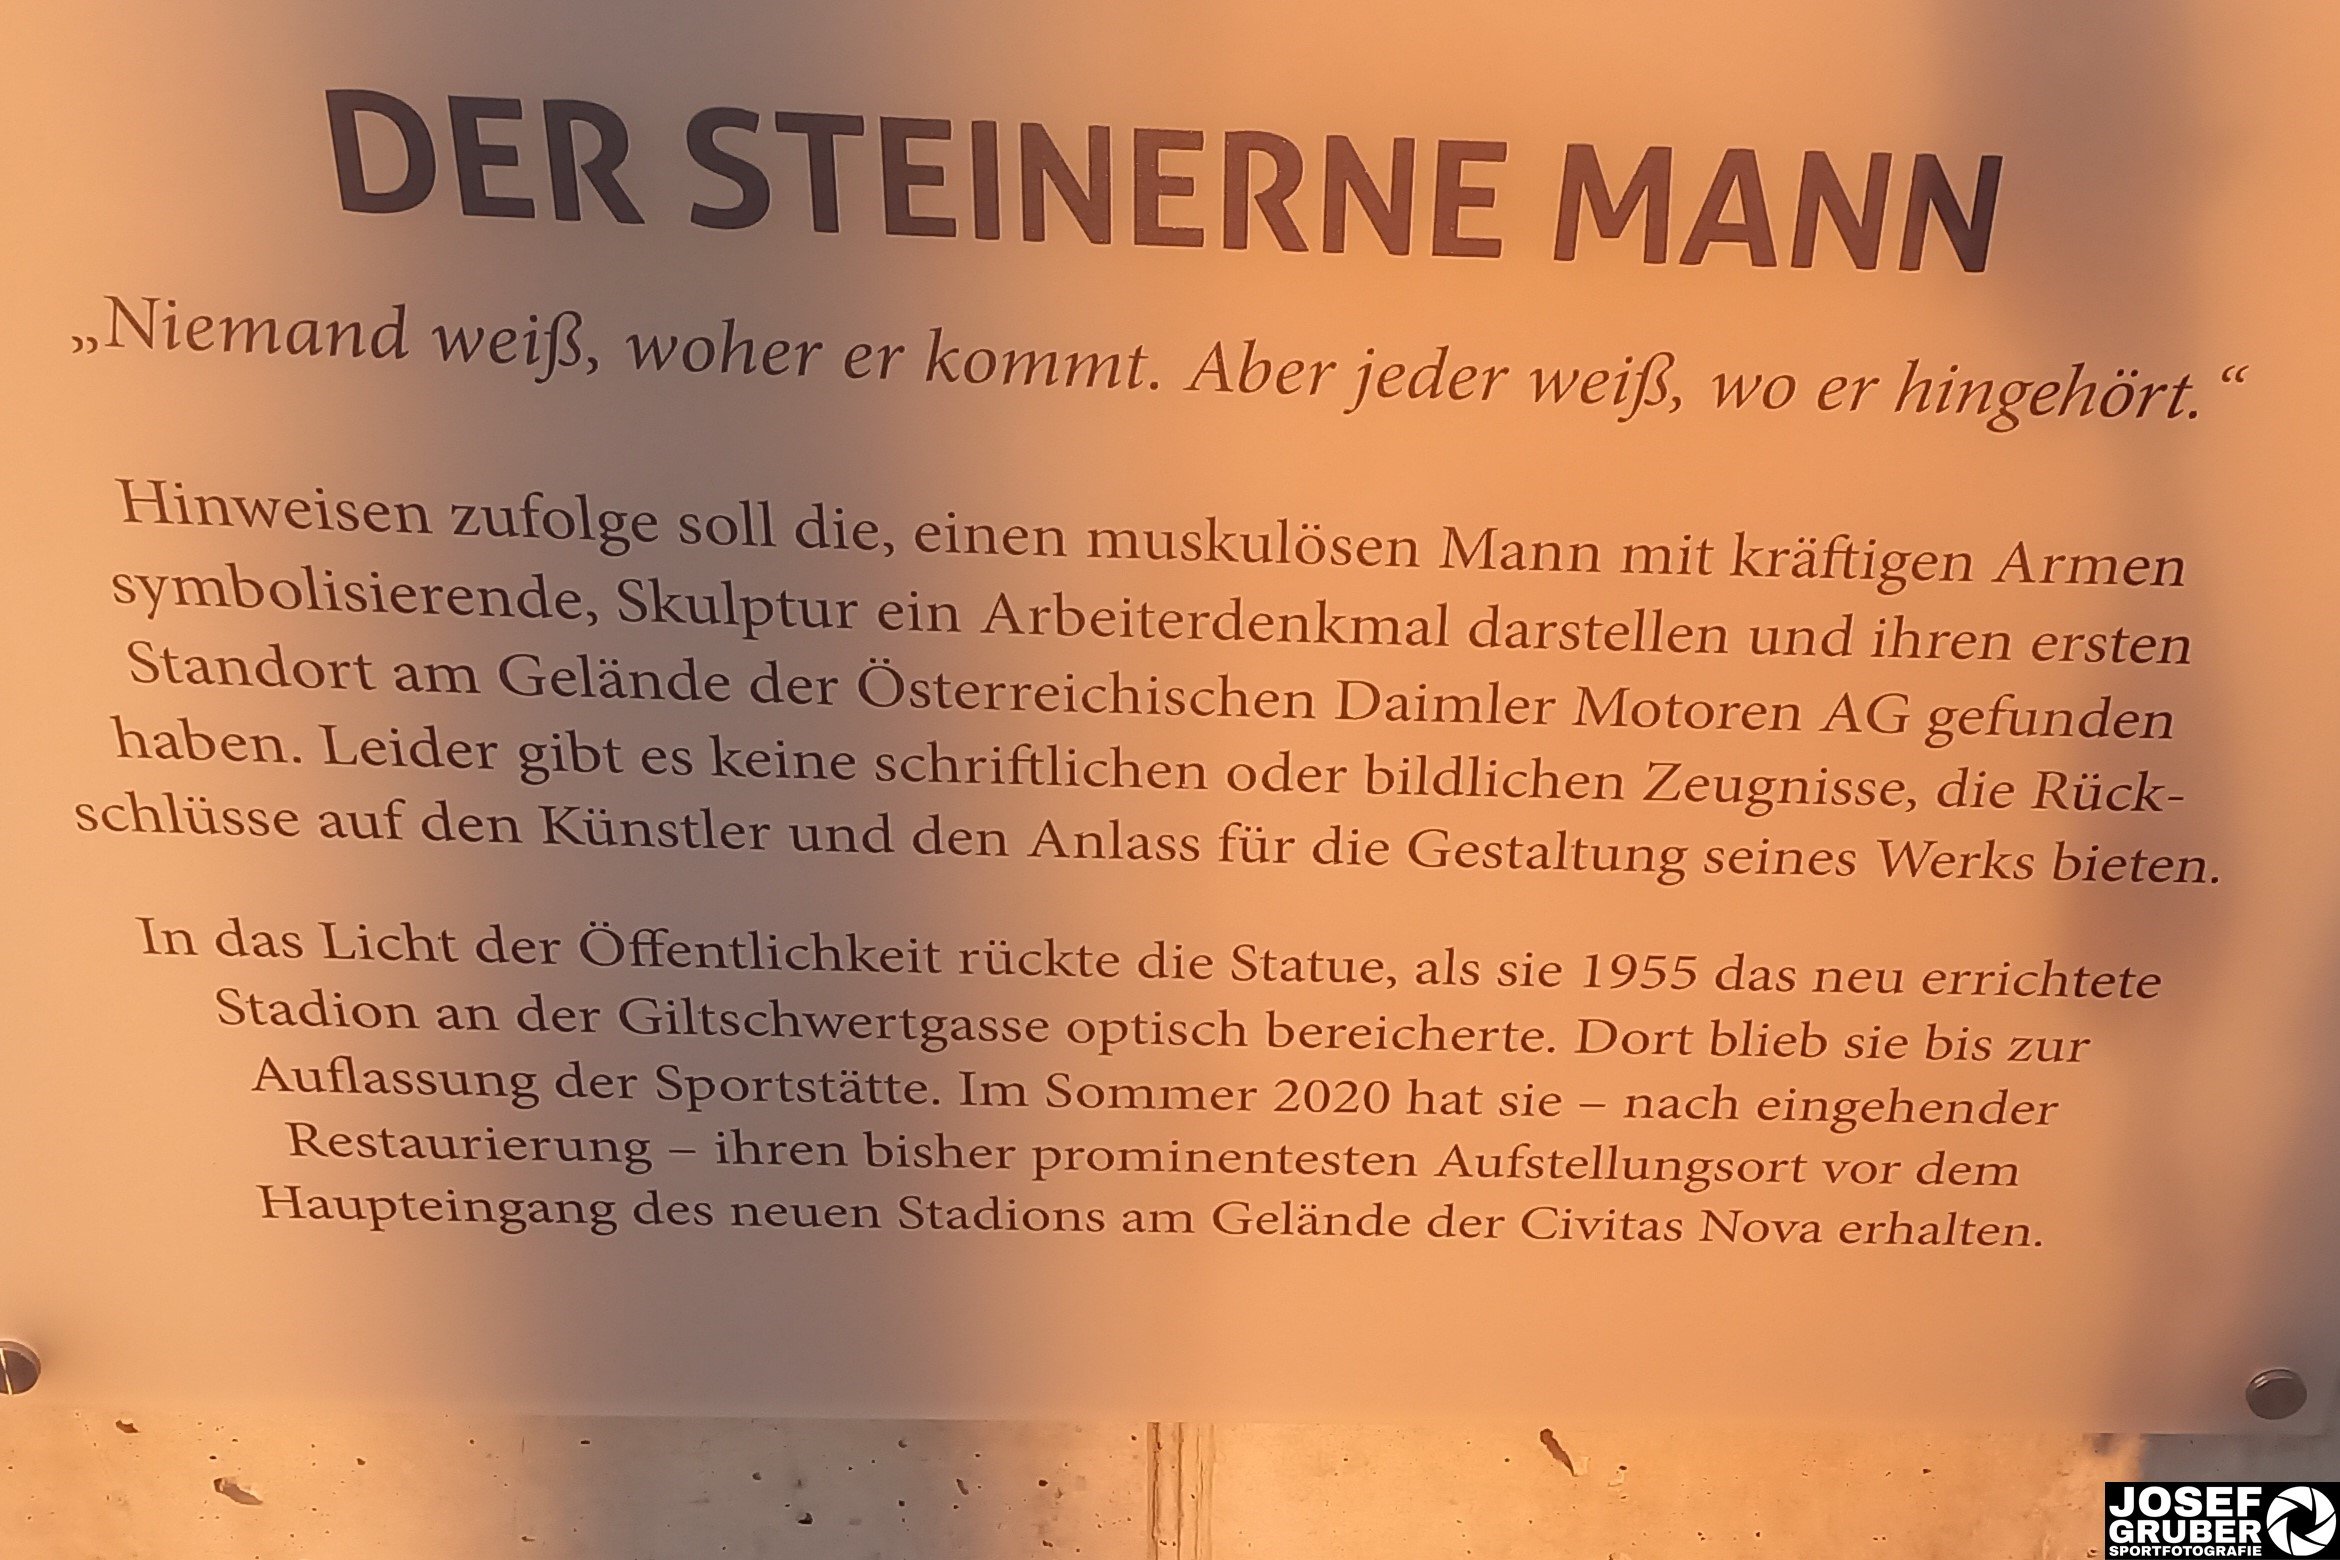 DER STEINERNE MANN
„Niemand weiß, woher er kommt. Aber jeder weiß, wo er hingehört.“
Hinweisen zufolge soll die, einen muskulösen Mann mit kräftigen Armen
symbolisierende, Skulptur ein Arbeiterdenkmal darstellen und ihren ersten
Standort am Gelände der Österreichischen Daimler Motoren AG gefunden
haben. Leider gibt es keine schriftlichen oder bildlichen Zeugnisse, die Rück-
schlüsse auf den Künstler und den Anlass für die Gestaltung seines Werks bieten.
In das Licht der Öffentlichkeit rückte die Statue, als sie 1955 das neu errichtete
Stadion an der Giltschwertgasse optisch bereicherte. Dort blieb sie bis zur
Auflassung der Sportstätte. Im Sommer 2020 hat sie – nach eingehender
Restaurierung – ihren bisher prominentesten Aufstellungsort vor dem
Haupteingang des neuen Stadions am Gelände der Civitas Nova erhalten.
JOSEF
GRUBER
SPORTFOTOGRAFIE